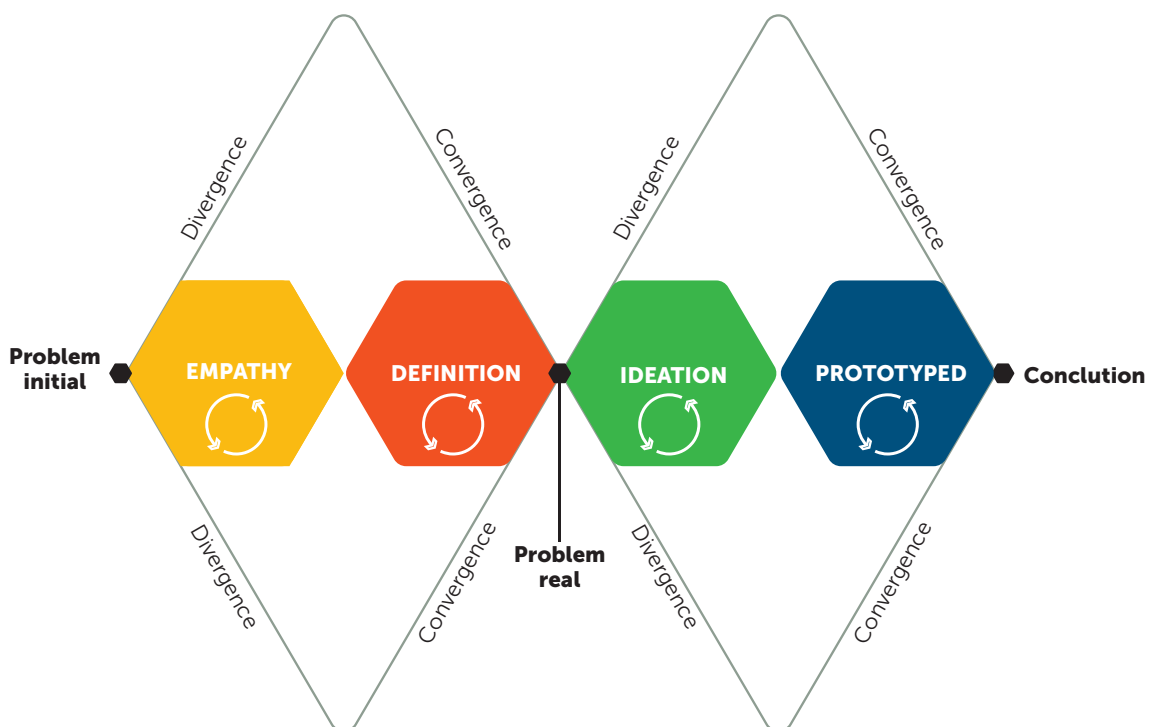 Divergence
Convergence
Divergence
Convergence
Problem
initial
EMPATHY
DEFINITION
IDEATION
PROTOTYPED
Conclution
Divergence
Convergence
Problem
real
Divergence
Convergence